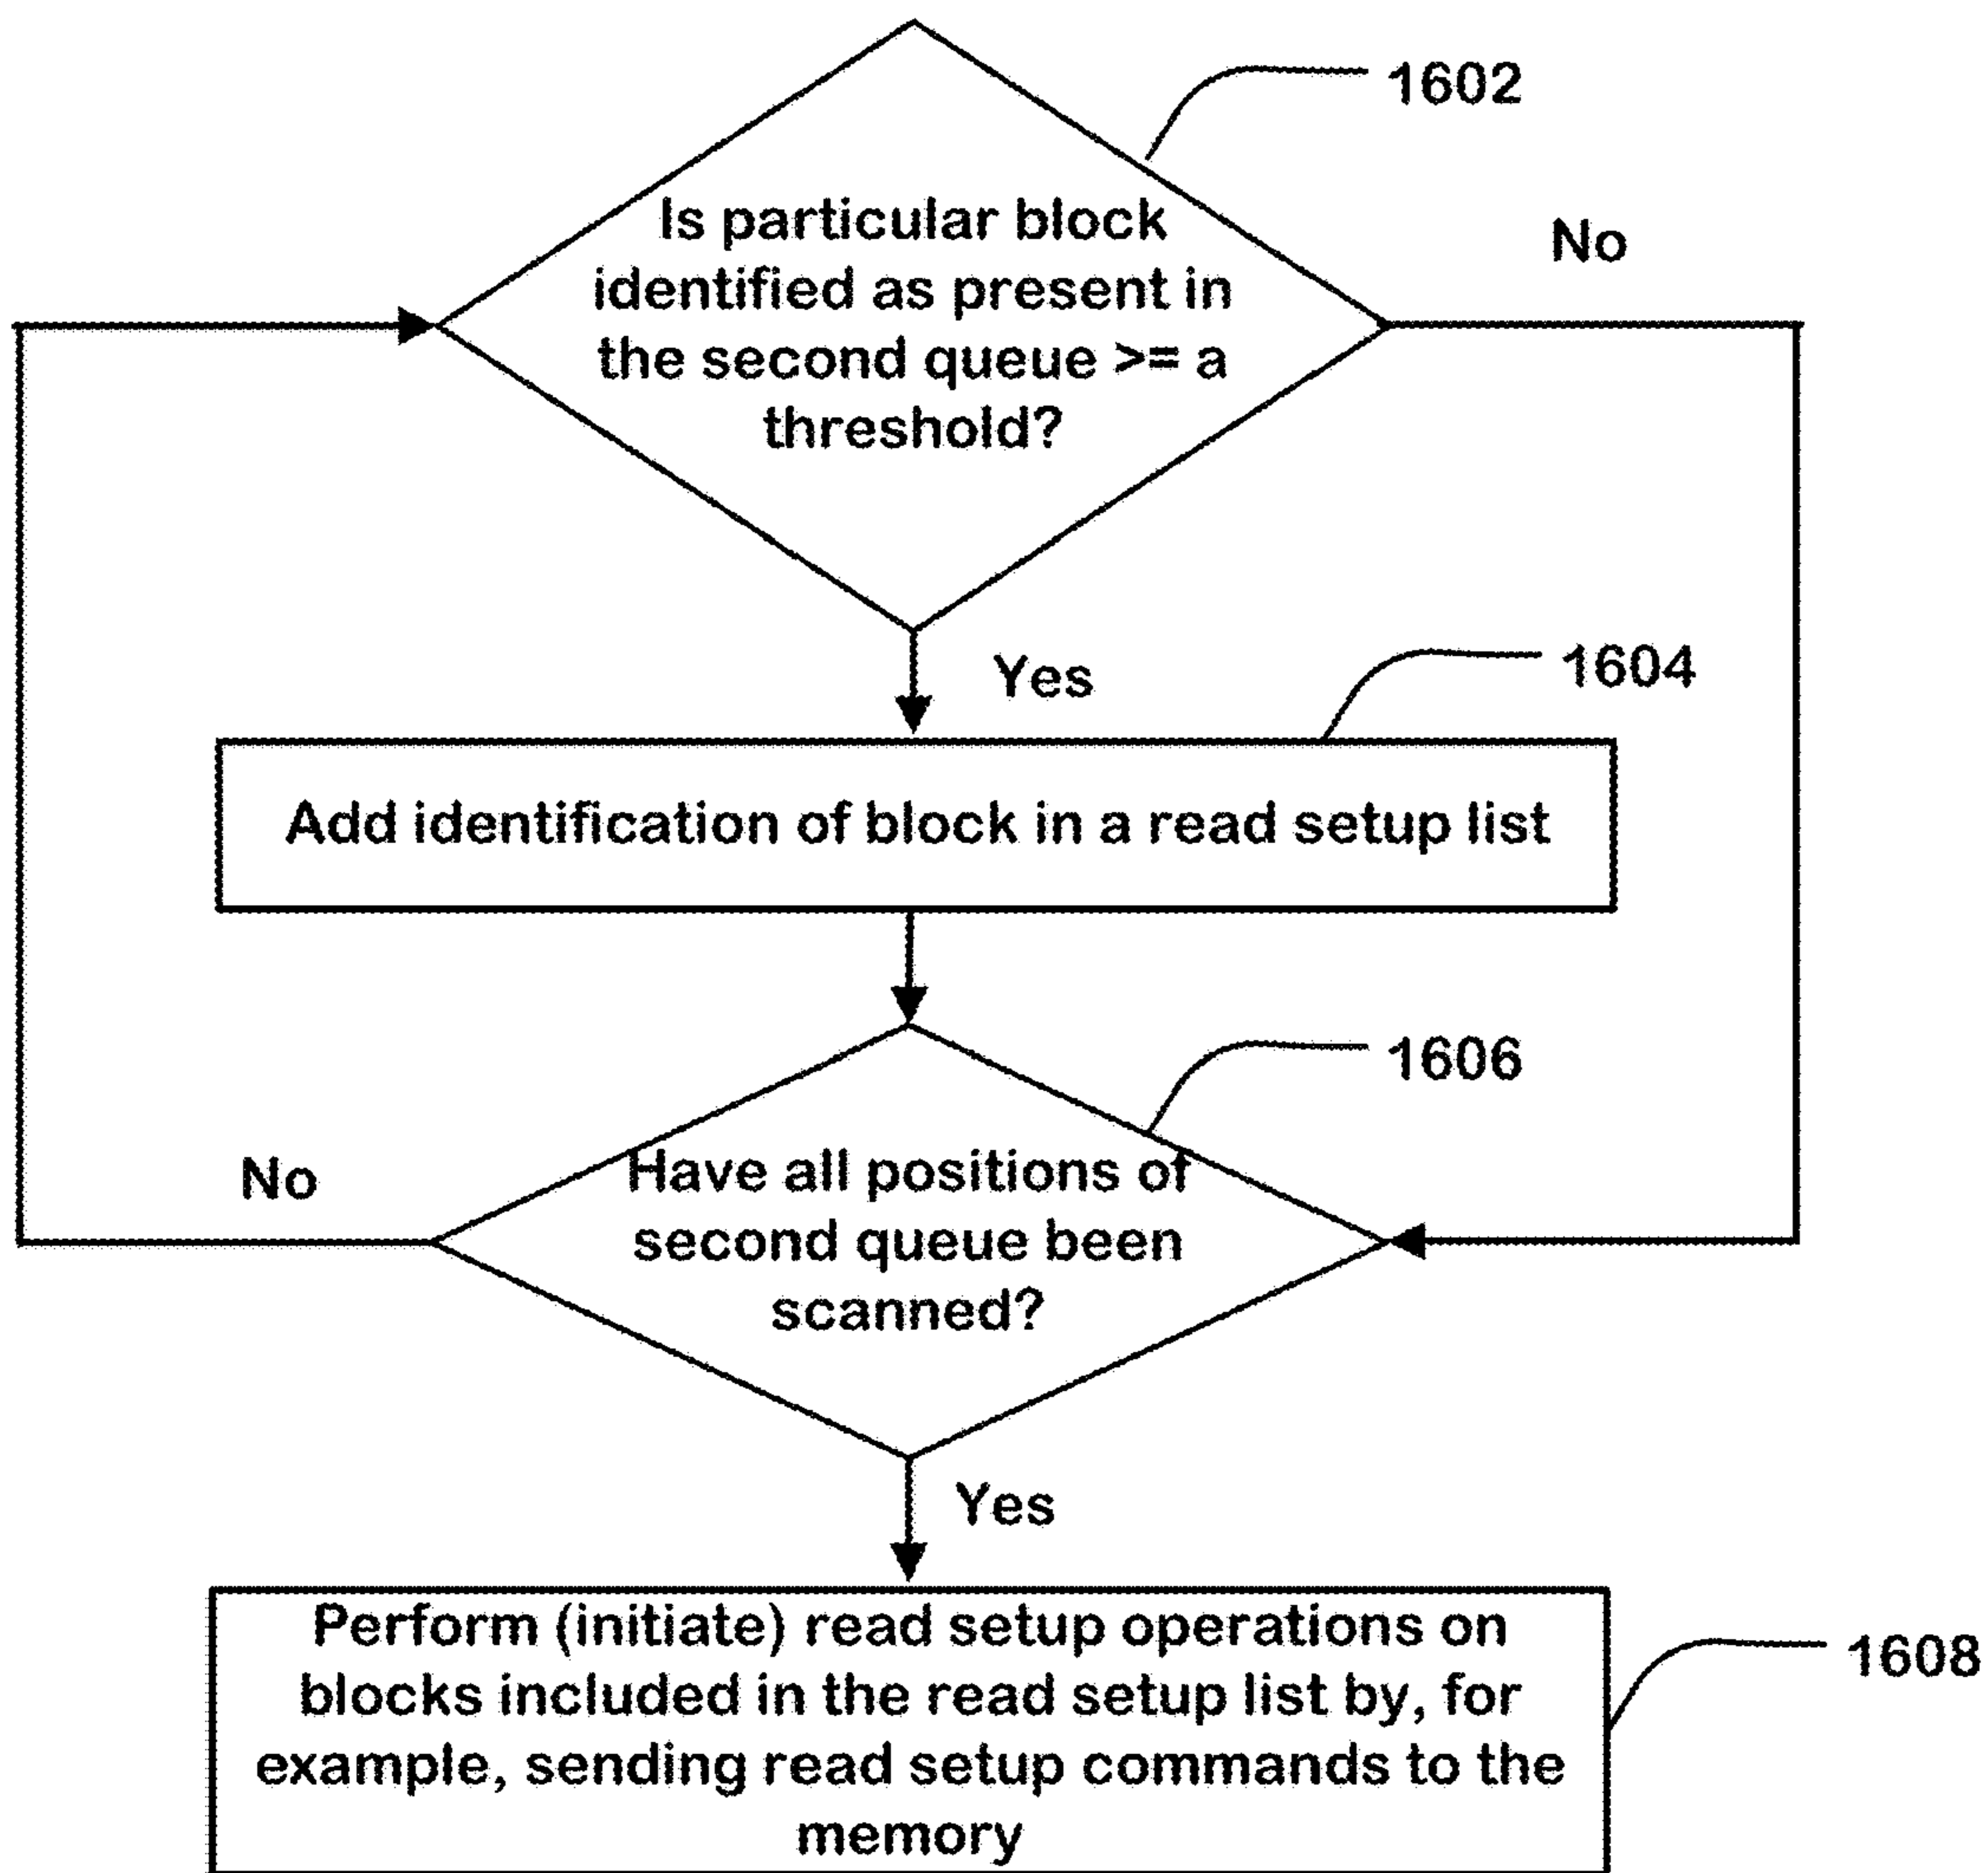 1602
Is particular block
identified as present in
the second queue >= a
threshold?
No
Yes
1604
Add identification of block in a read setup list
1606
Have all positions of
second queue been
scanned?
No
Yes
Perform (initiate) read setup operations on
blocks included in the read setup list by, for
example, sending read setup commands to the
memory
1608